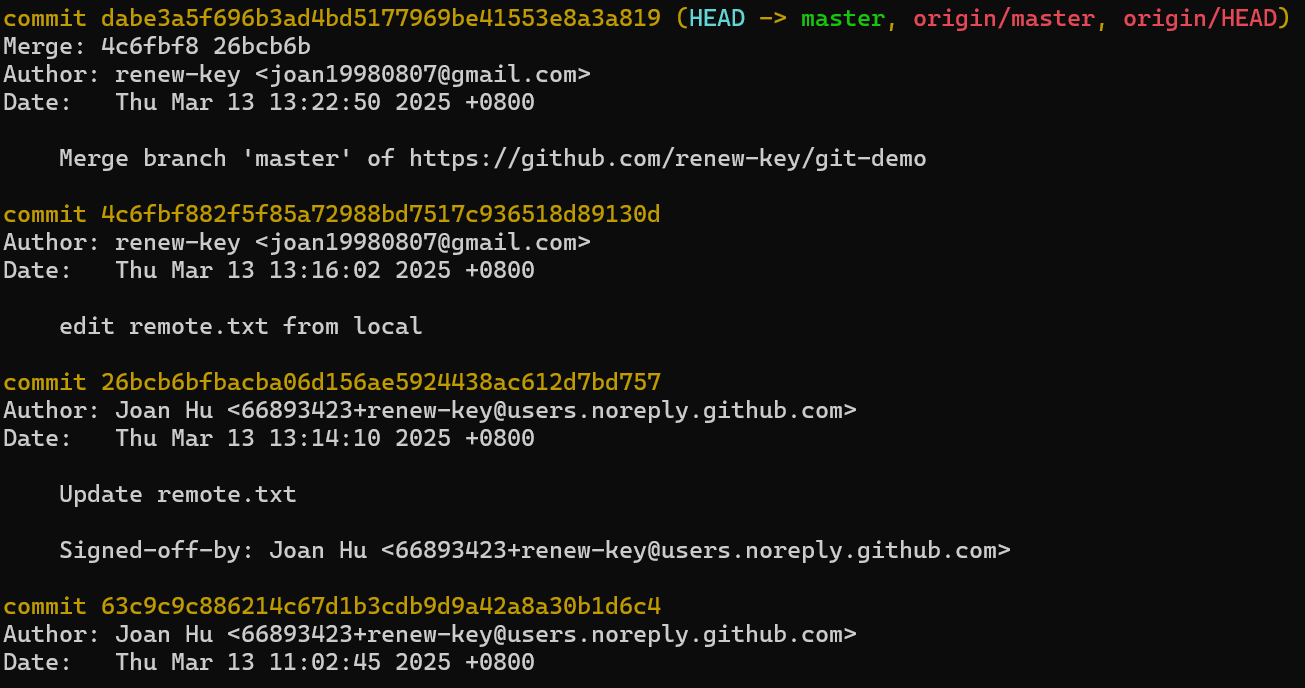 commit dabe3a5f696b3ad4bd5177969be41553e8a3a819 (HEAD -> master, origin/master, origin/HEAD)
Merge: 4c6fbf8 26bcb6b
Author: renew-key <joan19980807@gmail.com>
Date:   Thu Mar 13 13:22:50 2025 +0800

    Merge branch 'master' of https://github.com/renew-key/git-demo

commit 4c6fbf882f5f85a72988bd7517c936518d89130d
Author: renew-key <joan19980807@gmail.com>
Date:   Thu Mar 13 13:16:02 2025 +0800

    edit remote.txt from local

commit 26bcb6bfbacba06d156ae5924438ac612d7bd757
Author: Joan Hu <66893423+renew-key@users.noreply.github.com>
Date:   Thu Mar 13 13:14:10 2025 +0800

    Update remote.txt

    Signed-off-by: Joan Hu <66893423+renew-key@users.noreply.github.com>

commit 63c9c9c886214c67d1b3cdb9d9a42a8a30b1d6c4
Author: Joan Hu <66893423+renew-key@users.noreply.github.com>
Date:   Thu Mar 13 11:02:45 2025 +0800